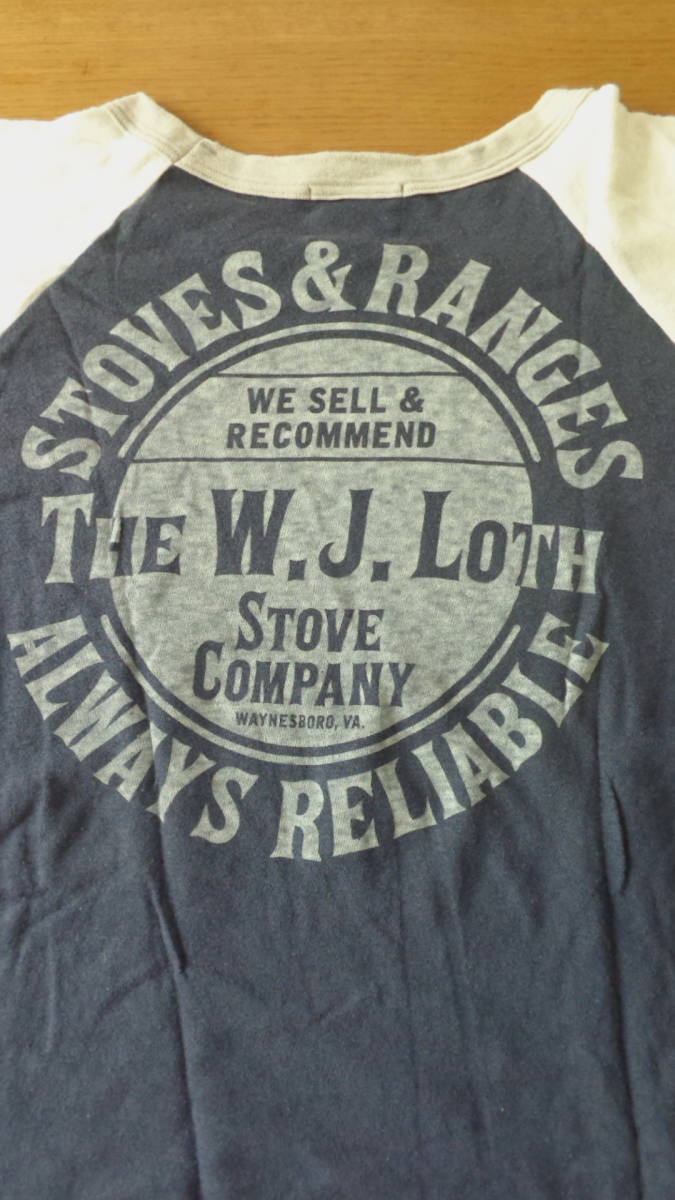 STOVES & RANGES
WE SELL &
RECOMMEND
THE W.J. LOTH
STOVE
COMPANY
WAYNESBORO, VA.
ALWAYS RELIABLE